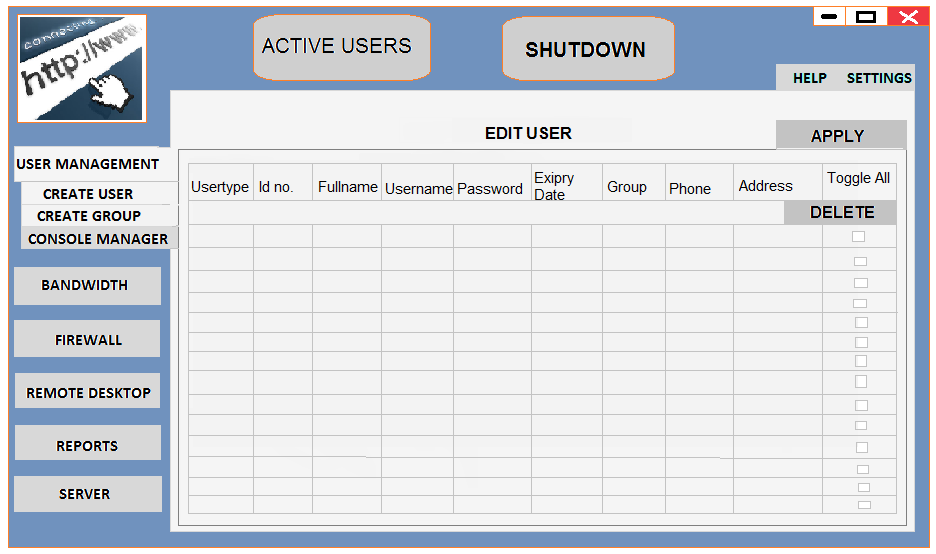 connecting
http://www.
ACTIVE USERS
SHUTDOWN
HELP SETTINGS
EDIT USER
APPLY
USER MANAGEMENT
CREATE USER
CREATE GROUP
CONSOLE MANAGER
BANDWIDTH
FIREWALL
REMOTE DESKTOP
REPORTS
SERVER
Usertype Id no. Fullname Username Password Exipry Group Phone Address Toggle All
Date
DELETE